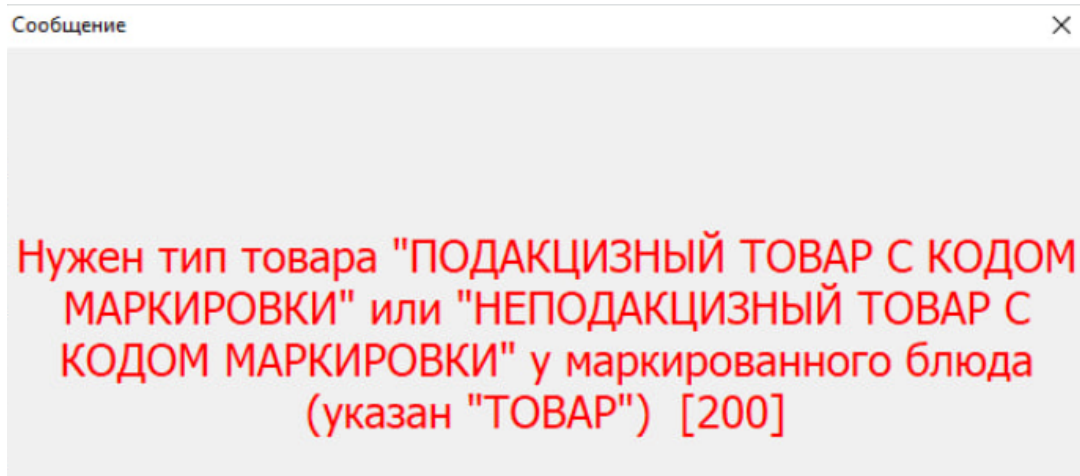 Сообщение
Нужен тип товара "ПОДАКЦИЗНЫЙ ТОВАР С КОДОМ
МАРКИРОВКИ" или "НЕПОДАКЦИЗНЫЙ ТОВАР С
КОДОМ МАРКИРОВКИ" у маркированного блюда
(указан "ТОВАР") [200]